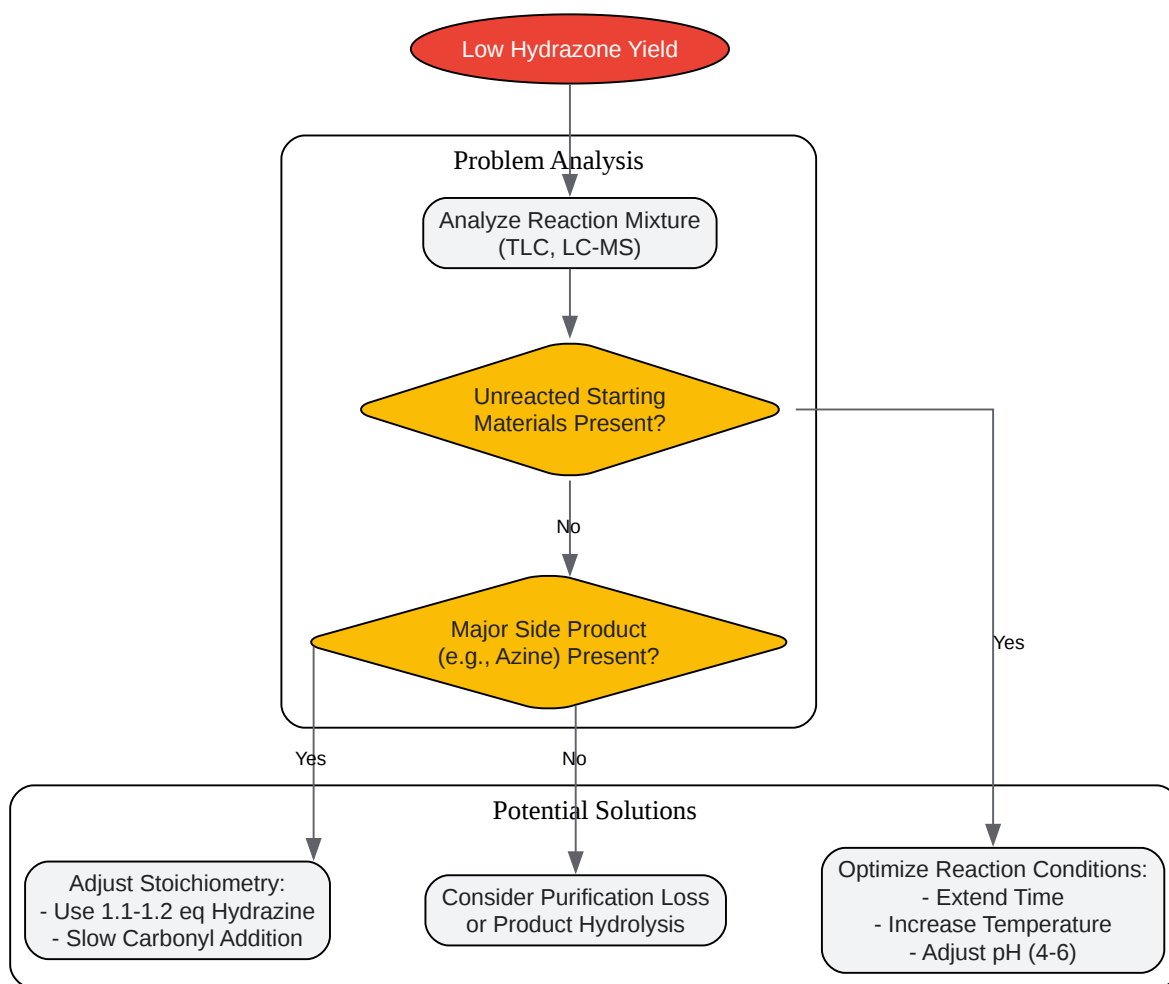 Low Hydrazone Yield
Problem Analysis
Analyze Reaction Mixture
(TLC, LC-MS)
Unreacted Starting
Materials Present?
No
Major Side Product
(e.g., Azine) Present?
Yes
Yes
No
Potential Solutions
Adjust Stoichiometry:
- Use 1.1-1.2 eq Hydrazine
- Slow Carbonyl Addition
Consider Purification Loss
or Product Hydrolysis
Optimize Reaction Conditions:
- Extend Time
- Increase Temperature
- Adjust pH (4-6)